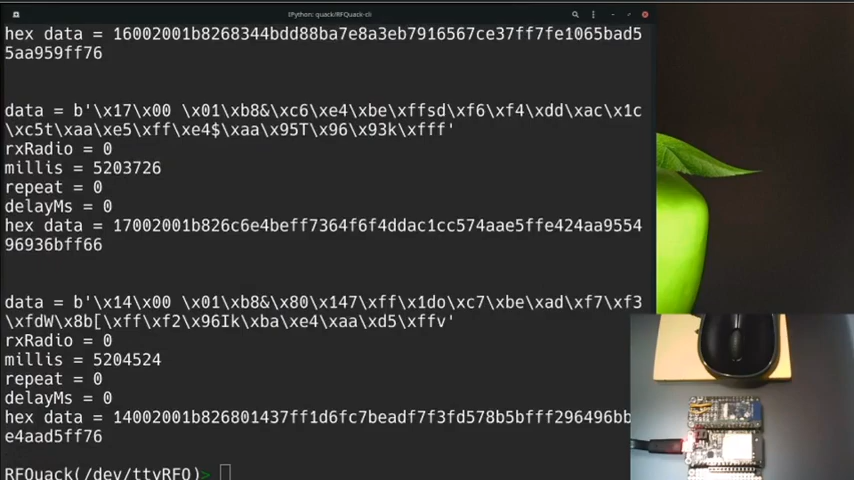 IPython: quack/RFQuack-cli
hex data = 16002001b8268344bdd88ba7e8a3eb7916567ce37ff7fe1065bad5
5aa959ff76
data = b'\x17\x00 \x01\xb8&\xc6\xe4\xbe\xffsd\xf6\xf4\xdd\xac\x1c
\xc5t\xaa\xe5\xff\xe4$\xaa\x95T\x96\x93k\xfff'
rxRadio = 0
millis = 5203726
repeat = 0
delayMs = 0
hex data = 17002001b826c6e4beff7364f6f4ddac1cc574aae5ffe424aa9554
96936bff66
data = b'\x14\x00 \x01\xb8&\x80\x147\xff\x1do\xc7\xbe\xad\xf7\xf3
\xfdW\x8b[\xff\xf2\x96Ik\xba\xe4\xaa\xd5\xffv'
rxRadio = 0
millis = 5204524
repeat = 0
delayMs = 0
hex data = 14002001b826801437ff1d6fc7beadf7f3fd578b5bfff296496bb
e4aad5ff76
RFQuack(/dev/ttyRFQ)>